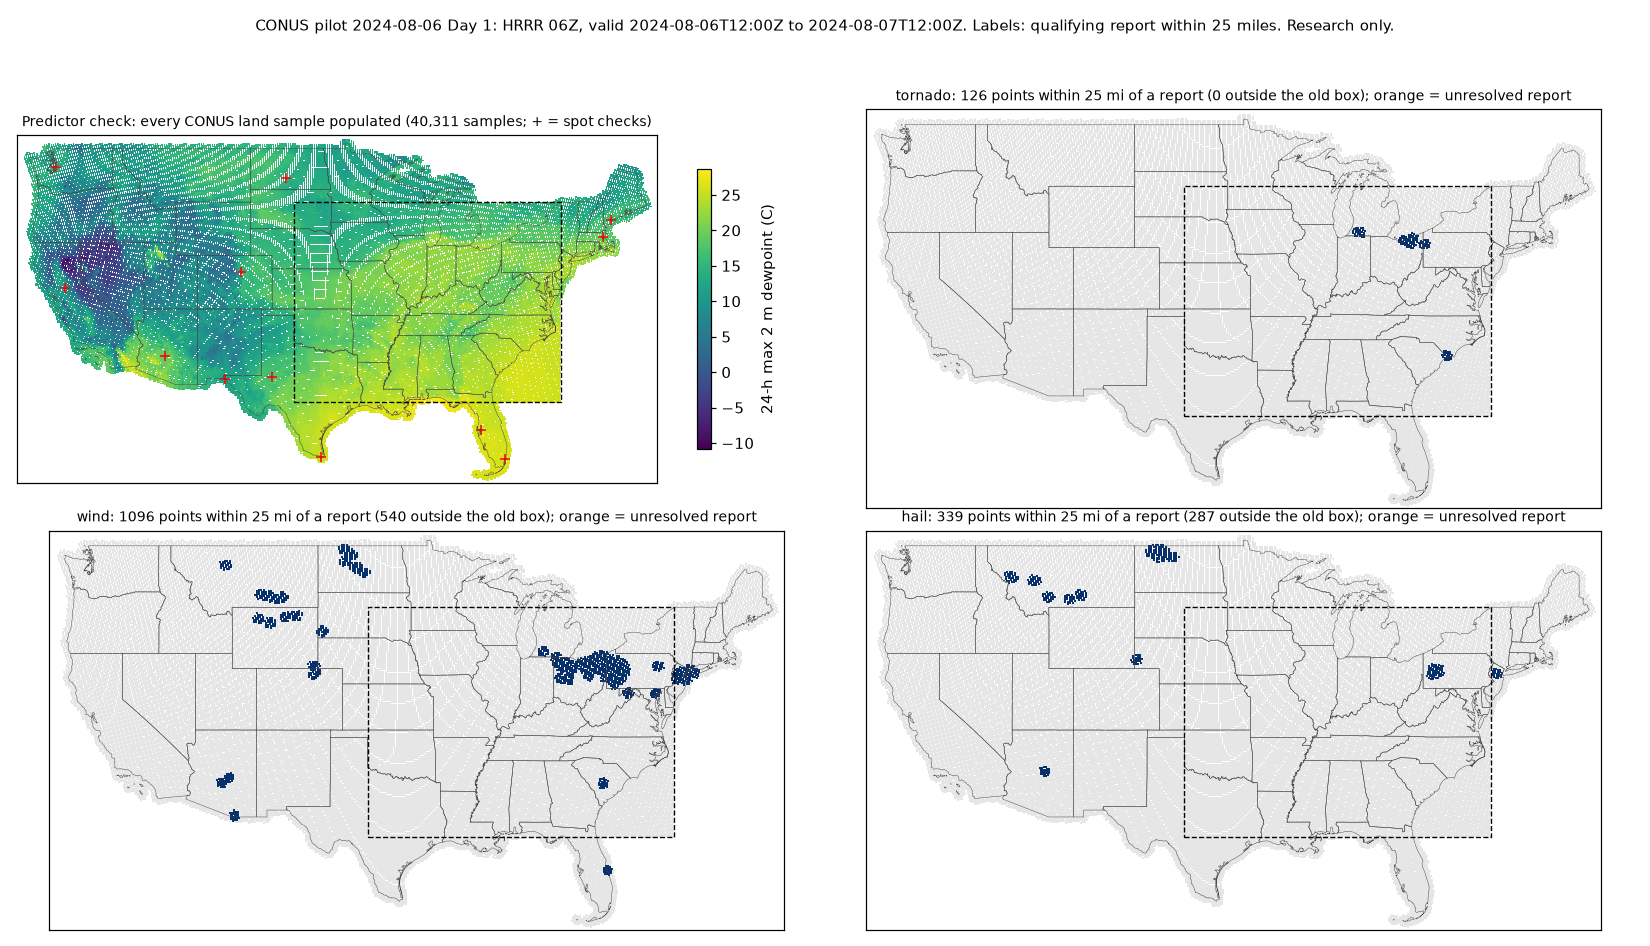 CONUS pilot 2024-08-06 Day 1: HRRR 06Z, valid 2024-08-06T12:00Z to 2024-08-07T12:00Z. Labels: qualifying report within 25 miles. Research only.
Predictor check: every CONUS land sample populated (40,311 samples; + = spot checks)
25
20
15
10
5
0
−5
−10
24-h max 2 m dewpoint (C)
tornado: 126 points within 25 mi of a report (0 outside the old box); orange = unresolved report
wind: 1096 points within 25 mi of a report (540 outside the old box); orange = unresolved report
hail: 339 points within 25 mi of a report (287 outside the old box); orange = unresolved report